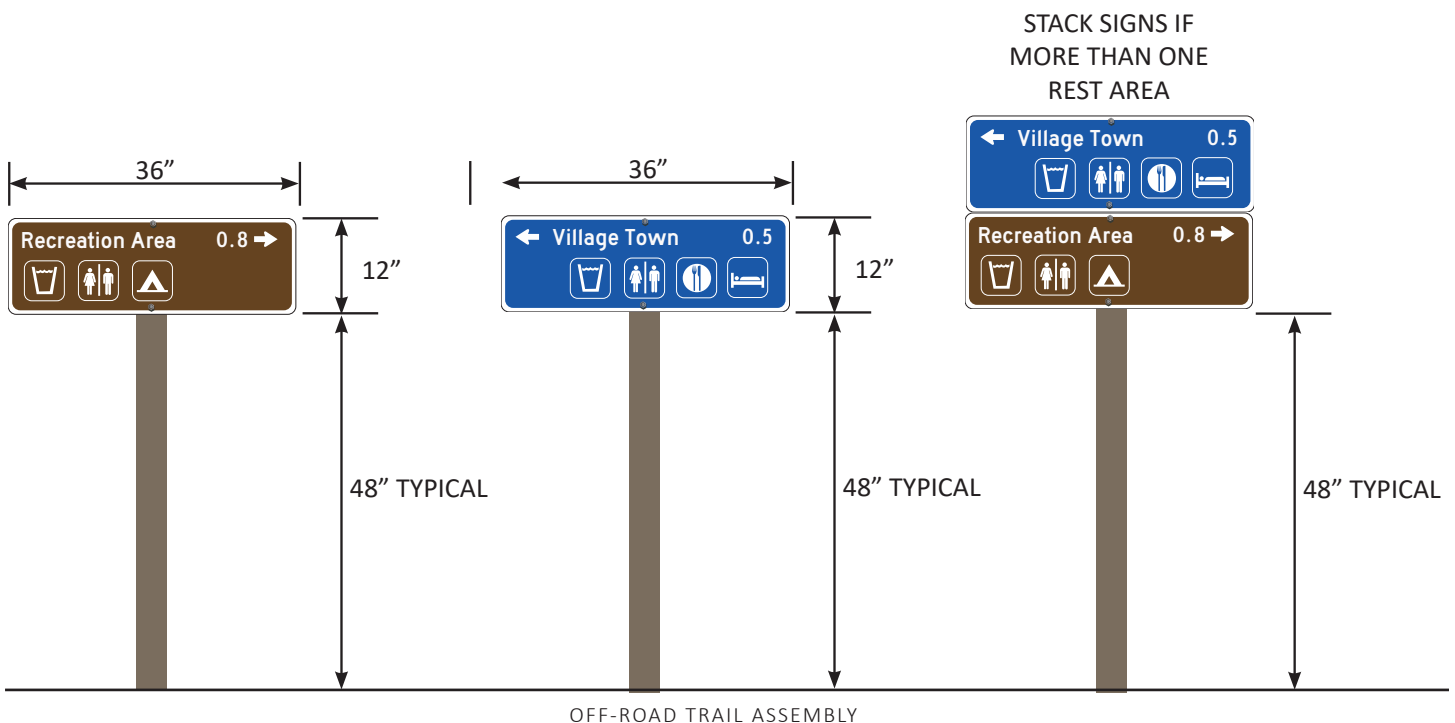 STACK SIGNS IF
MORE THAN ONE
REST AREA
36”
Recreation Area 0.8
12”
48” TYPICAL
36”
Village Town 0.5
12”
48” TYPICAL
Village Town 0.5
Recreation Area 0.8
48” TYPICAL
OFF-ROAD TRAIL ASSEMBLY